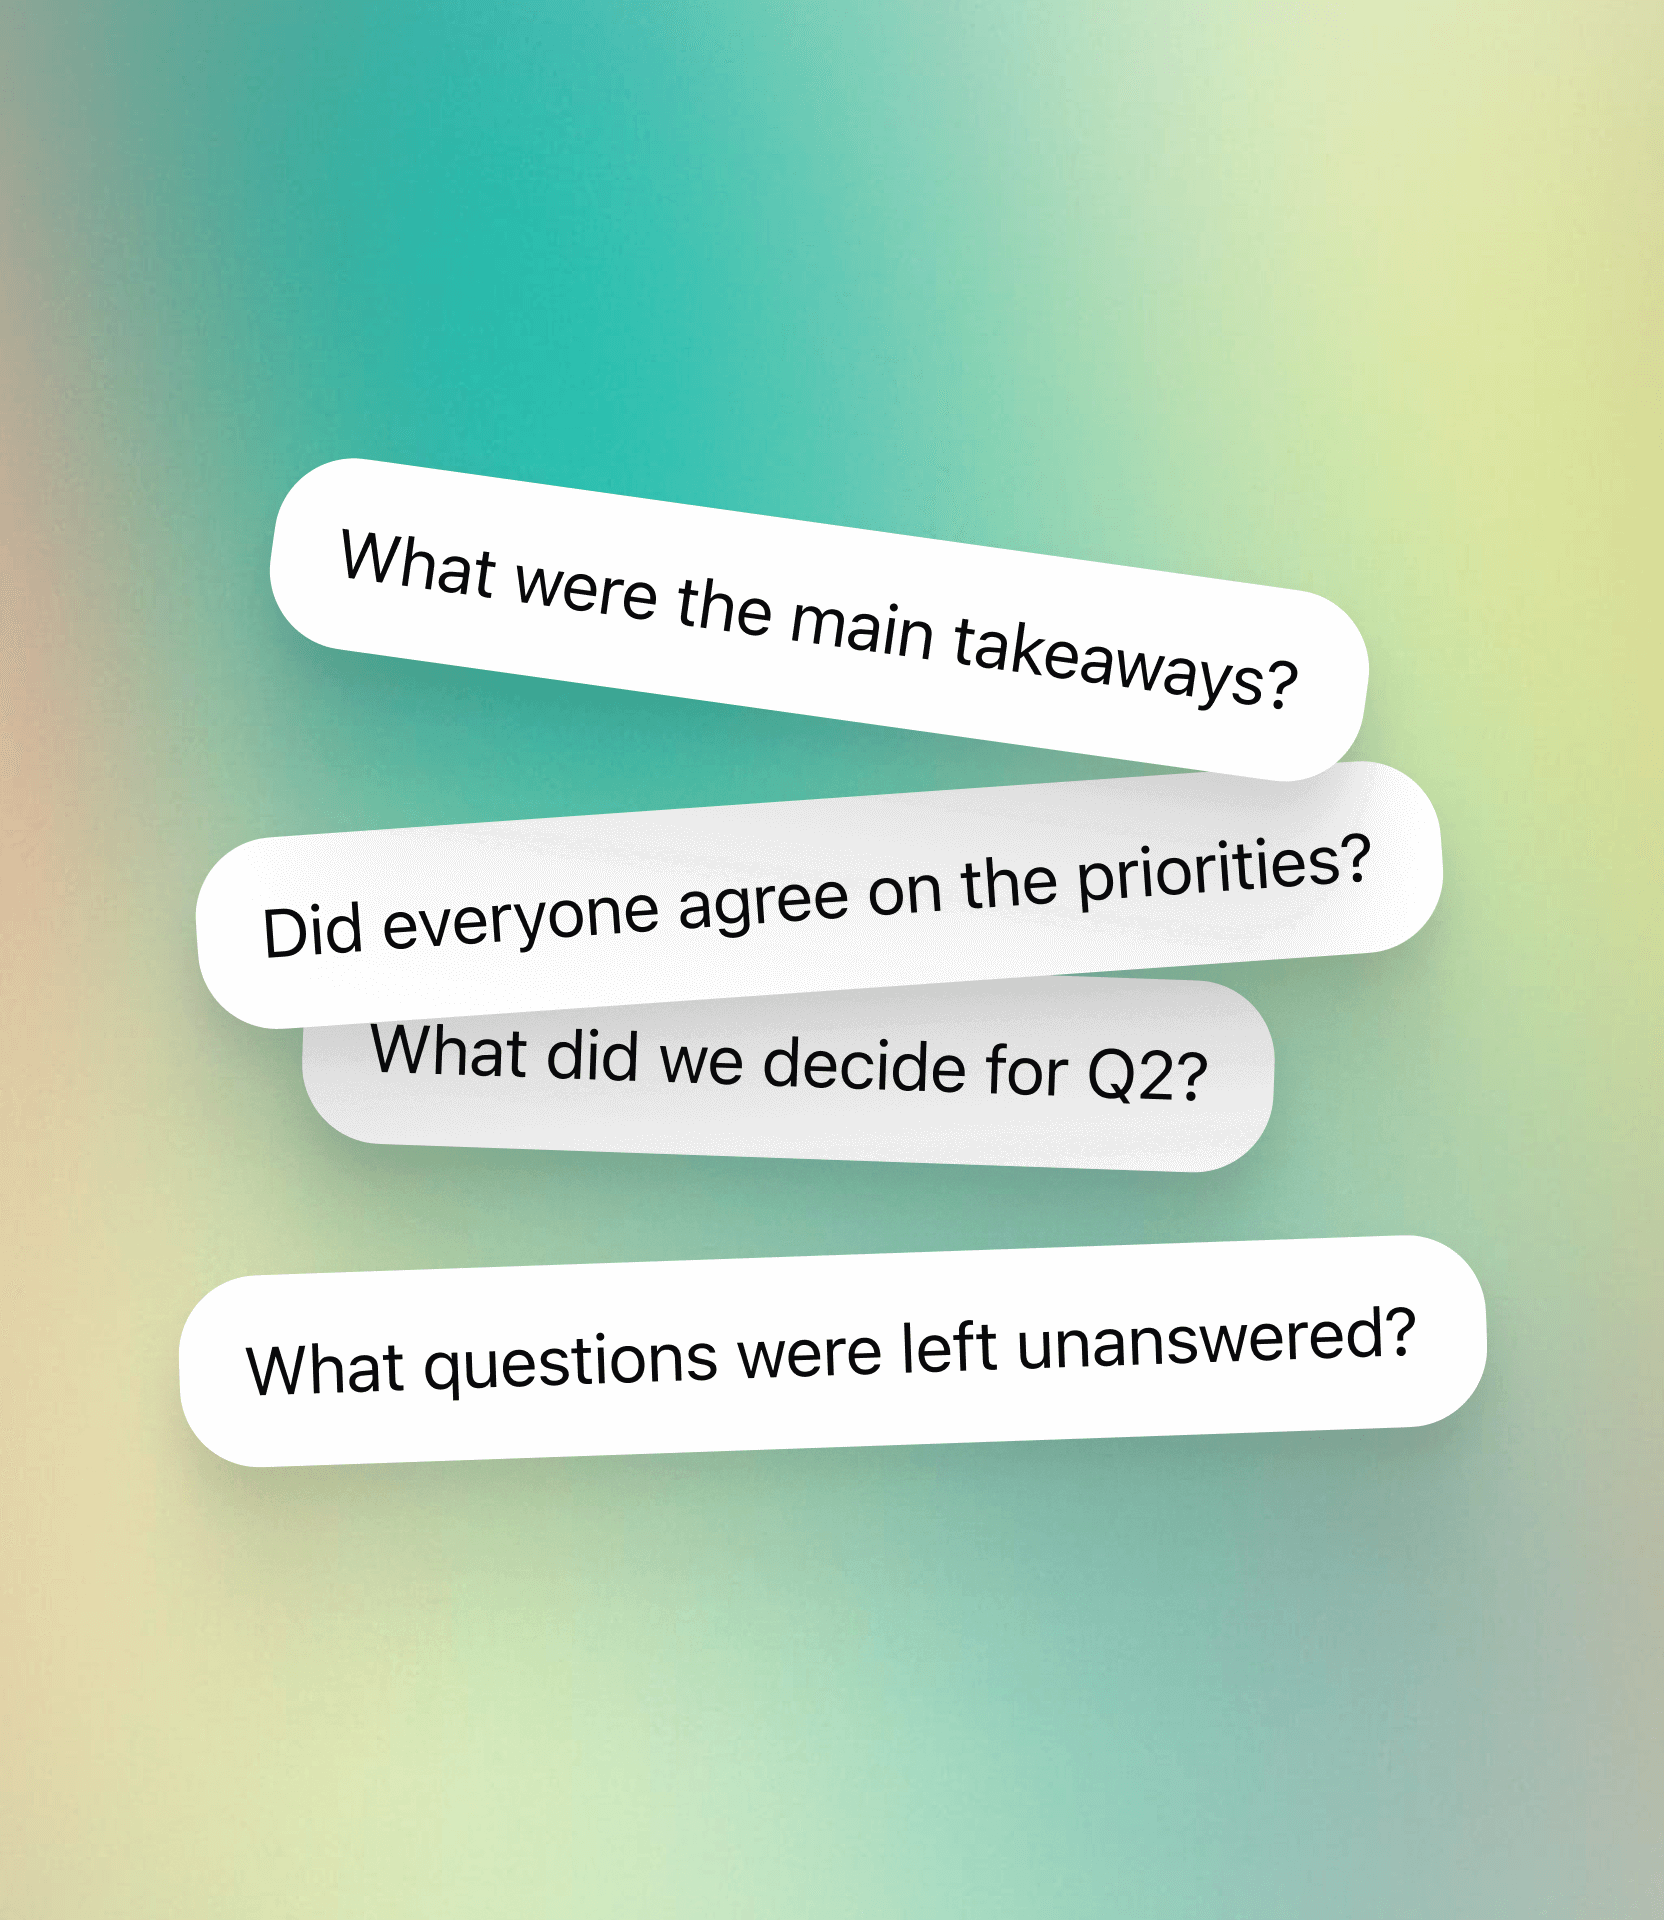 What were the main takeaways?
Did everyone agree on the priorities?
What did we decide for Q2?
What questions were left unanswered?